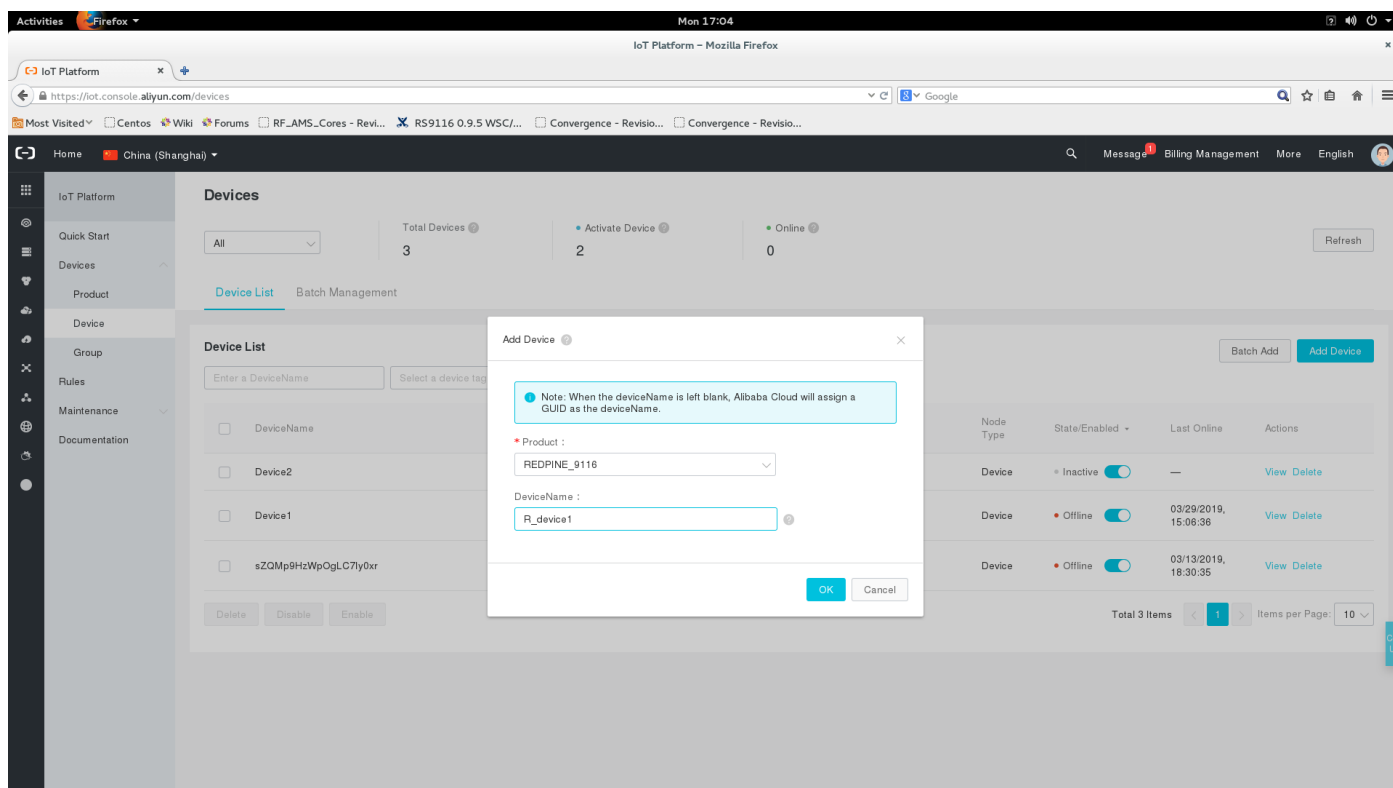 Activities Firefox Mon 17:04
IoT Platform – Mozilla Firefox
IoT Platform
https://iot.console.aliyun.com/devices Google
Most Visited Centos Wiki Forums RF_AMS_Cores - Revi... RS9116 0.9.5 WSC/... Convergence - Revisio... Convergence - Revisio...
Home China (Shanghai) Message 1 Billing Management More English
IoT Platform
Quick Start
Devices
Product
Device
Group
Rules
Maintenance
Documentation
Devices
All
Total Devices
3
Activate Device
2
Online
0
Refresh
Device List Batch Management
Device List
Batch Add Add Device
Enter a DeviceName Select a device tag
DeviceName Node Type State/Enabled Last Online Actions
Device2 Device Inactive — View Delete
Device1 Device Offline 03/29/2019, 15:06:36 View Delete
sZQMp9HzWpOgLC7Iy0xr Device Offline 03/13/2019, 18:30:35 View Delete
Delete Disable Enable Total 3 Items < 1 > Items per Page: 10
Add Device
Note: When the deviceName is left blank, Alibaba Cloud will assign a
GUID as the deviceName.
* Product :
REDPINE_9116
DeviceName :
R_device1
OK Cancel